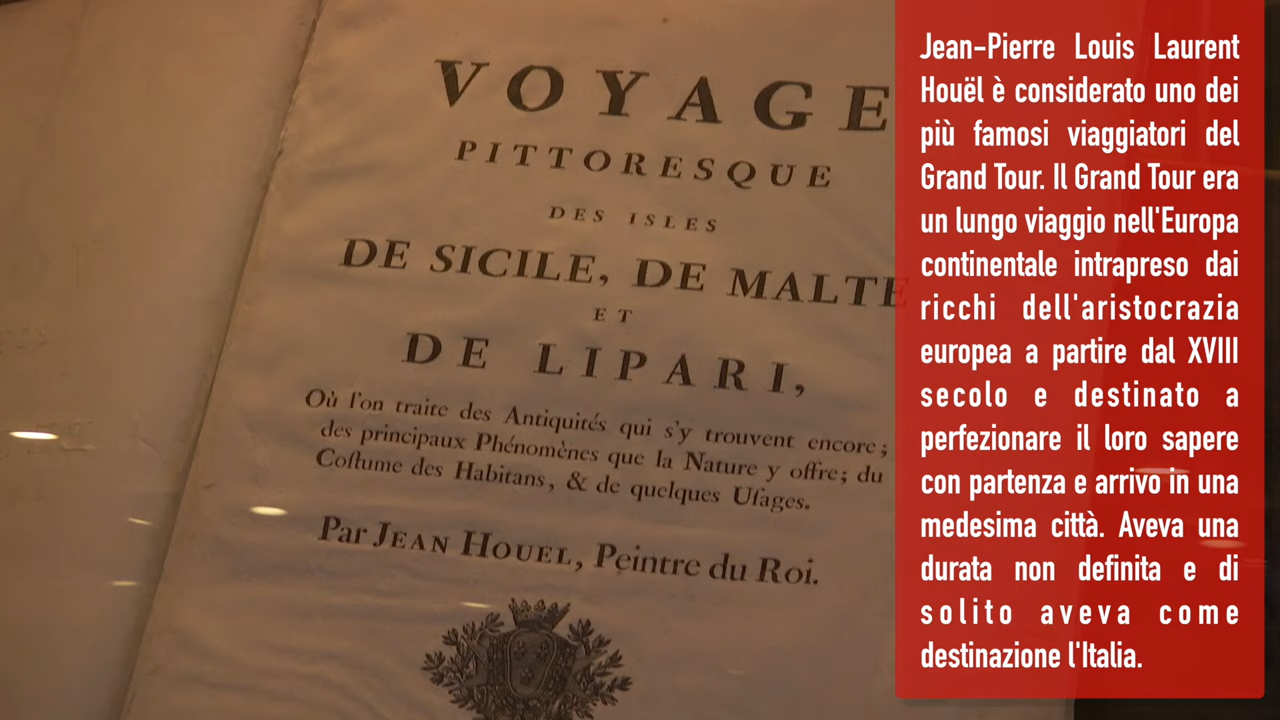 VOYAGE
PITTORESQUE
DES ISLES
DE SICILE, DE MALTE
ET
DE LIPARI,
Où l'on traite des Antiquités qui s'y trouvent encore;
des principaux Phénomènes que la Nature y offre; du
Coſtume des Habitans, & de quelques Uſages.
Par JEAN HOUEL, Peintre du Roi.
Jean-Pierre Louis Laurent
Houël è considerato uno dei
più famosi viaggiatori del
Grand Tour. Il Grand Tour era
un lungo viaggio nell'Europa
continentale intrapreso dai
ricchi dell'aristocrazia
europea a partire dal XVIII
secolo e destinato a
perfezionare il loro sapere
con partenza e arrivo in una
medesima città. Aveva una
durata non definita e di
solito aveva come
destinazione l'Italia.